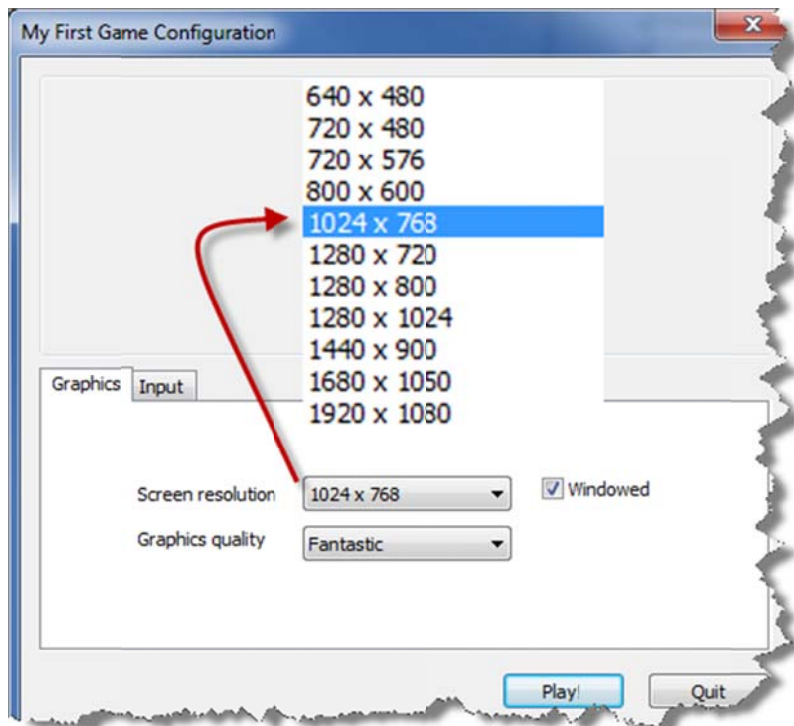 My First Game Configuration
640 x 480
720 x 480
720 x 576
800 x 600
1024 x 768
1280 x 720
1280 x 800
1280 x 1024
1440 x 900
1680 x 1050
1920 x 1080
Graphics Input
Screen resolution 1024 x 768 Windowed
Graphics quality Fantastic
Play! Quit